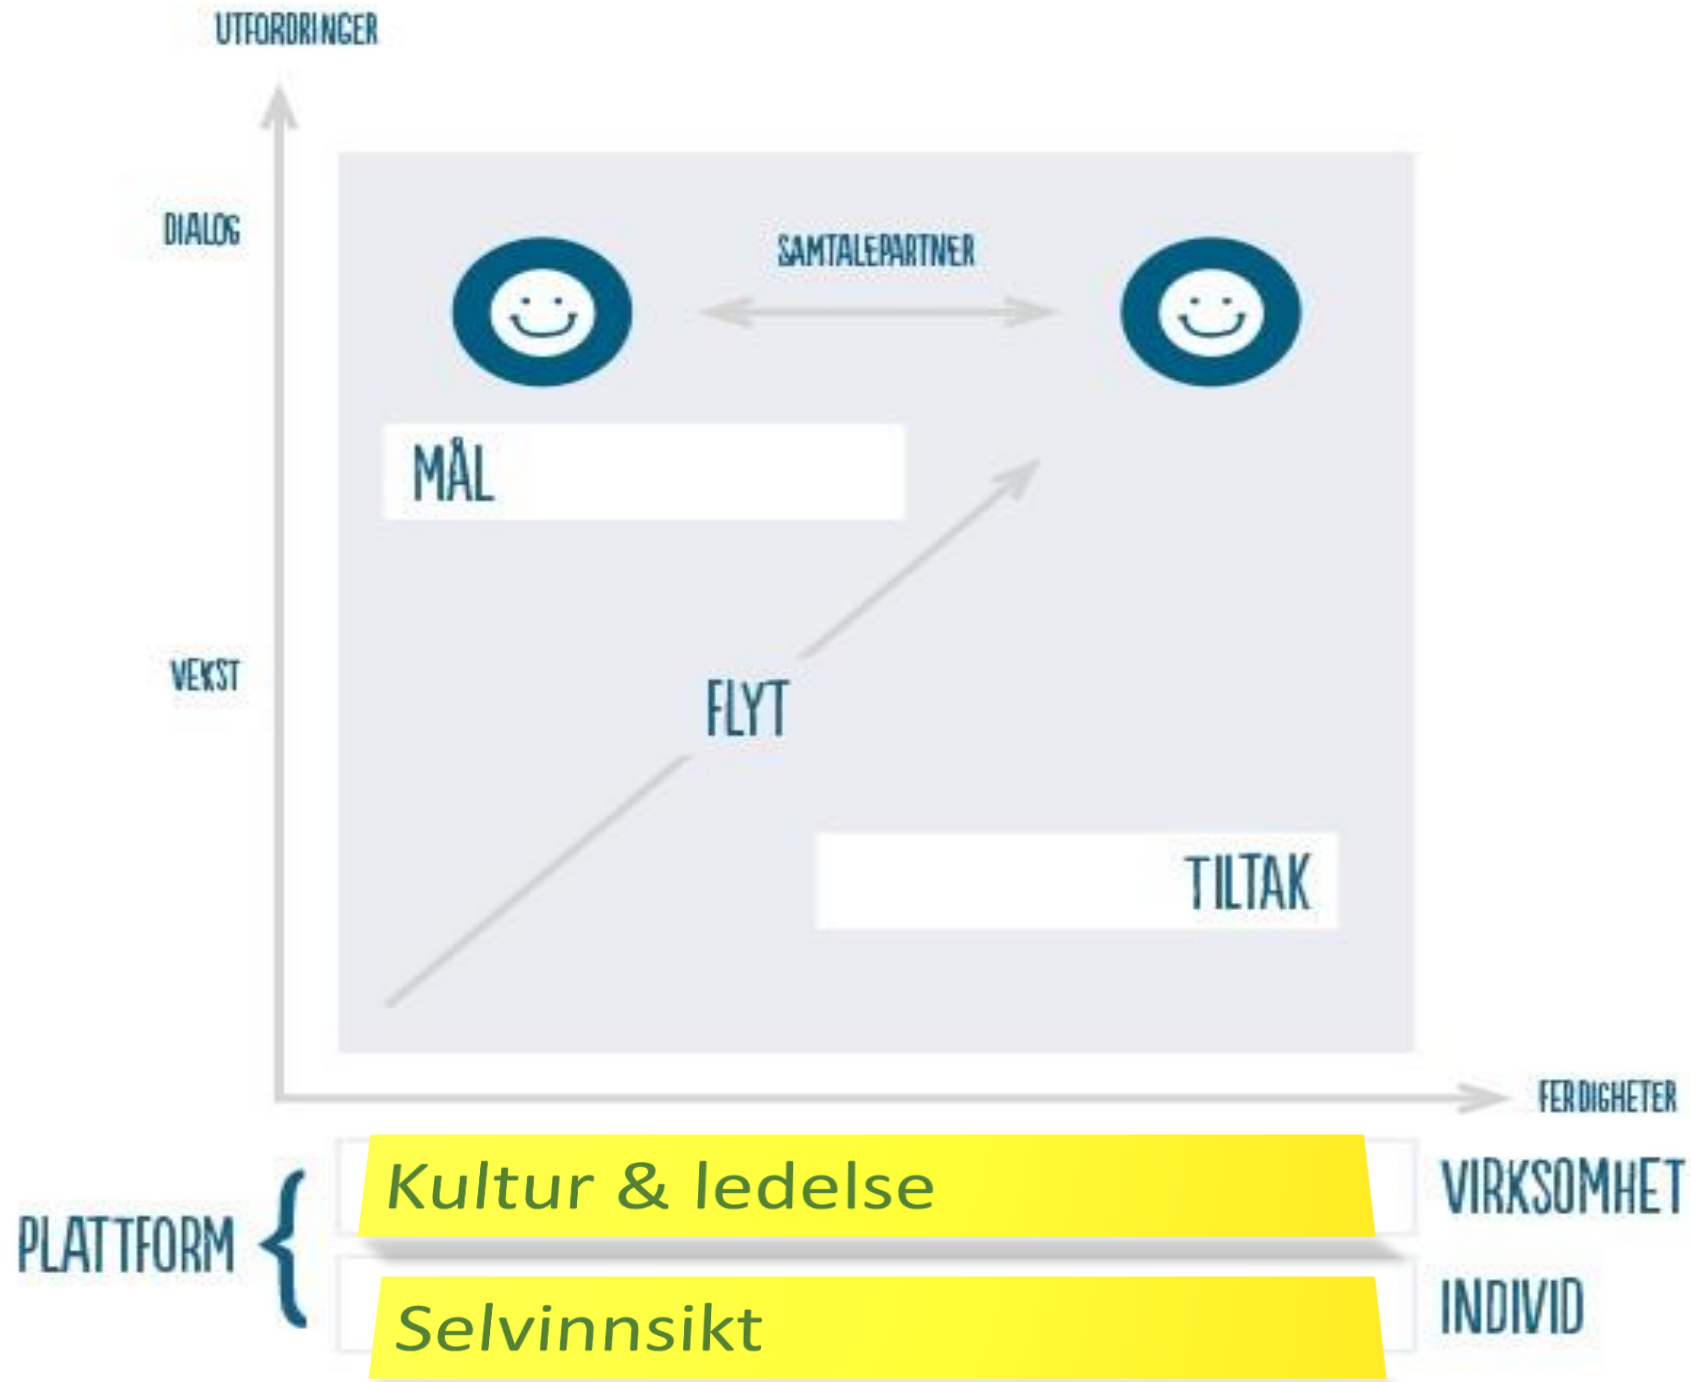 UTFORDRINGER
DIALOG
SAMTALEPARTNER
MÅL
VEKST
FLYT
TILTAK
FERDIGHETER
Kultur & ledelse
VIRKSOMHET
PLATTFORM
Selvinnsikt
INDIVID